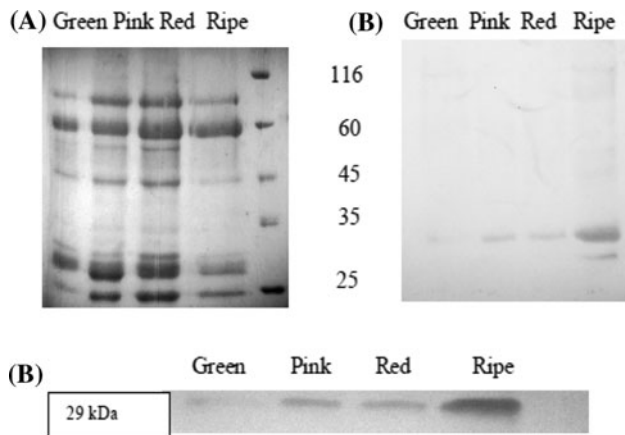 (A) Green Pink Red Ripe
(B) Green Pink Red Ripe
116
60
45
35
25
(B) Green Pink Red Ripe
29 kDa